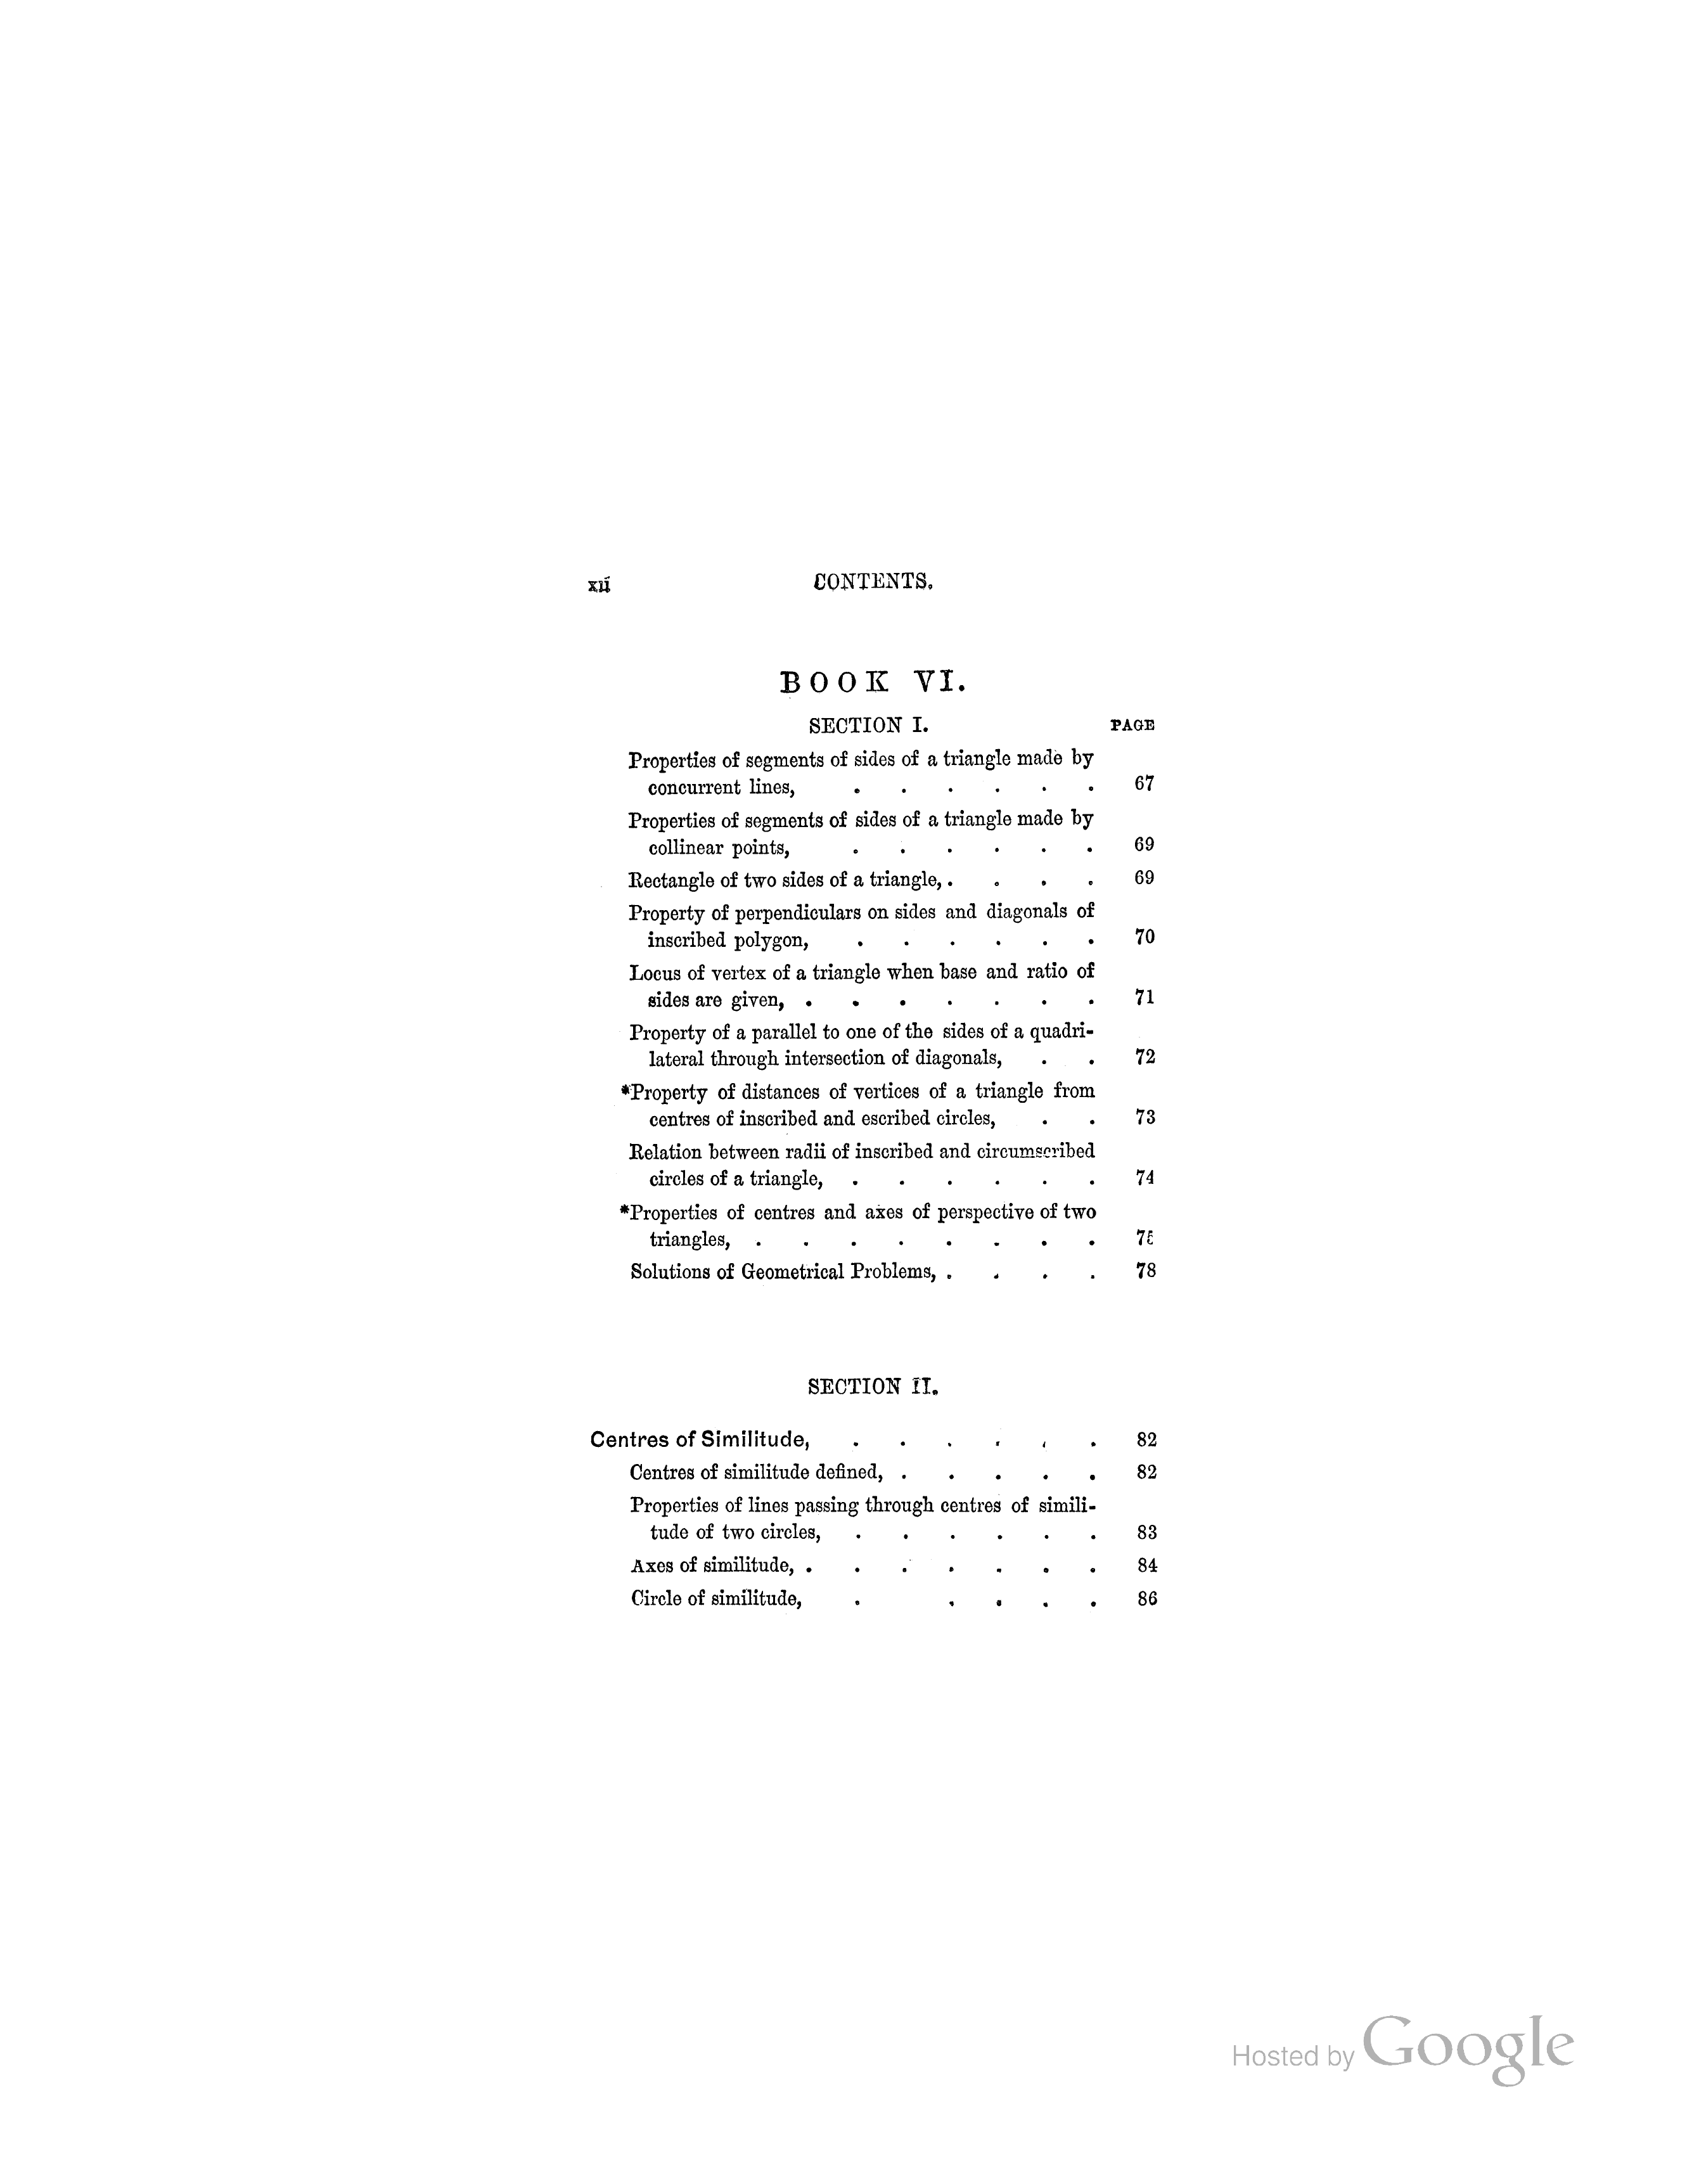 xii CONTENTS.
BOOK VI.
SECTION I. PAGE
Properties of segments of sides of a triangle made by
concurrent lines, . . . . . . 67
Properties of segments of sides of a triangle made by
collinear points, . . . . . . 69
Rectangle of two sides of a triangle, . . . . 69
Property of perpendiculars on sides and diagonals of
inscribed polygon, . . . . . . 70
Locus of vertex of a triangle when base and ratio of
sides are given, . . . . . . . 71
Property of a parallel to one of the sides of a quadri-
lateral through intersection of diagonals, . . 72
*Property of distances of vertices of a triangle from
centres of inscribed and escribed circles, . . 73
Relation between radii of inscribed and circumscribed
circles of a triangle, . . . . . . 74
*Properties of centres and axes of perspective of two
triangles, . . . . . . . . 75
Solutions of Geometrical Problems, . . . . 78
SECTION II.
Centres of Similitude, . . . . . . 82
Centres of similitude defined, . . . . . 82
Properties of lines passing through centres of simili-
tude of two circles, . . . . . . 83
Axes of similitude, . . . . . . . 84
Circle of similitude, . . . . . 86
Hosted by Google